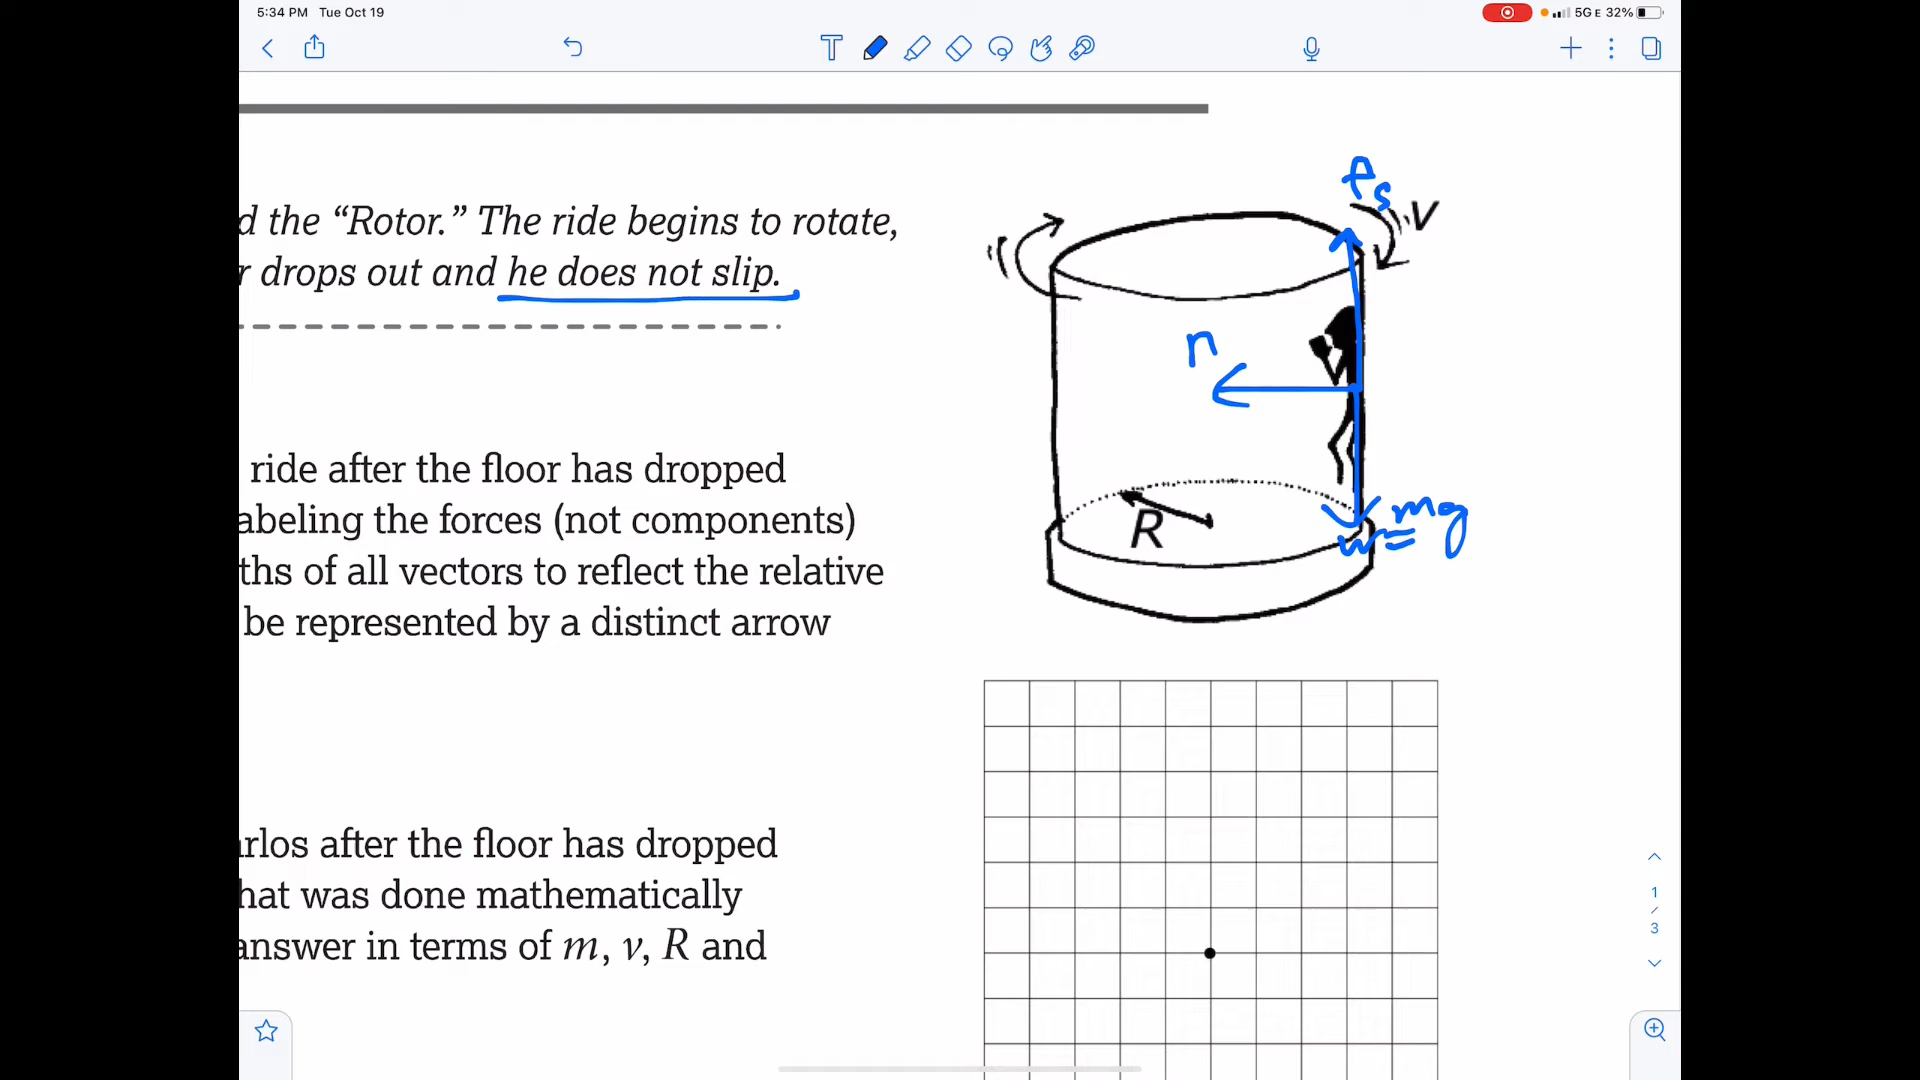 5:34 PM Tue Oct 19
5G E 32%
T
d the “Rotor.” The ride begins to rotate,
r drops out and he does not slip.
ride after the floor has dropped
abeling the forces (not components)
ths of all vectors to reflect the relative
be represented by a distinct arrow
arlos after the floor has dropped
hat was done mathematically
answer in terms of m, v, R and
fs
V
n
R
w = mg
1
/
3